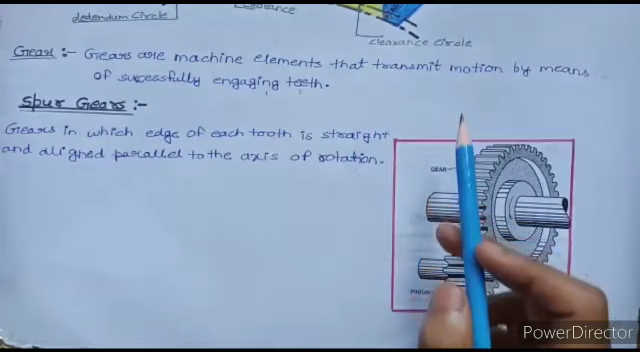 dedendum Circle
Clearance
Clearance Circle
Gear :- Gears are machine elements that transmit motion by means
of sucessfully engaging teeth.
Spur Gears :-
Gears in which edge of each tooth is straight
and aligned parallel to the axis of rotation.
GEAR
PINION
PowerDirector